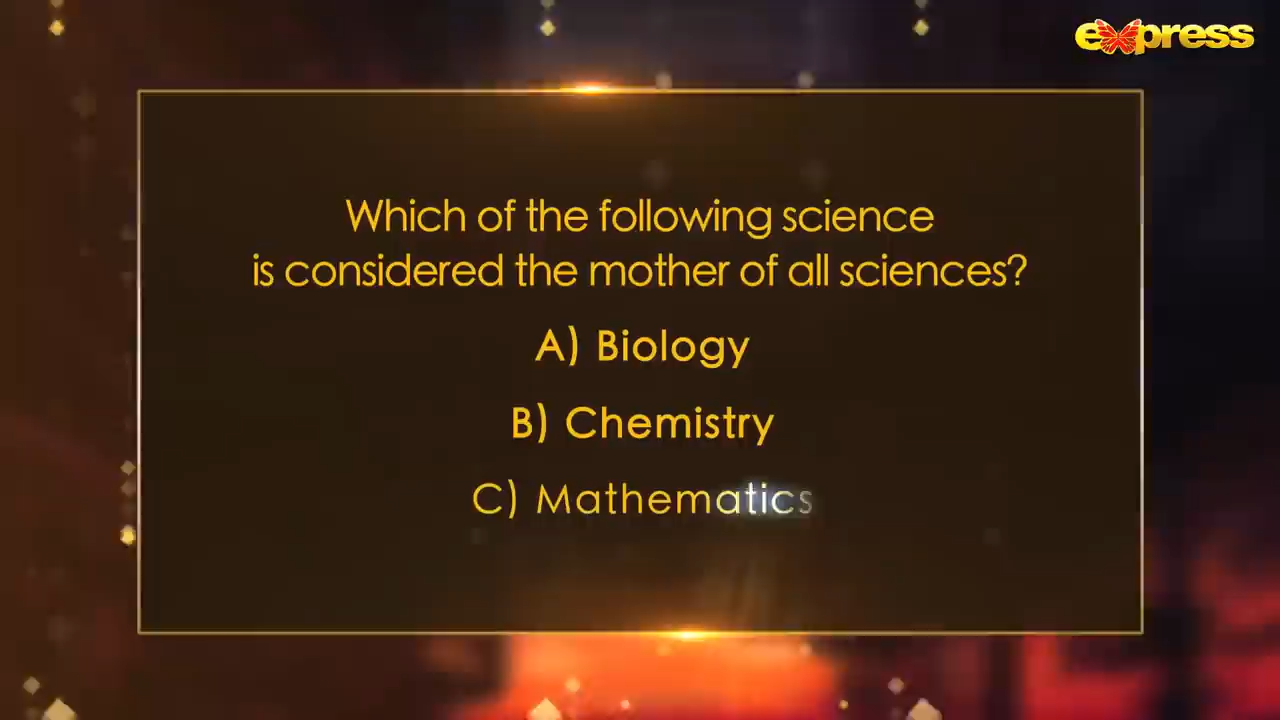 express
Which of the following science
is considered the mother of all sciences?
A) Biology
B) Chemistry
C) Mathematics